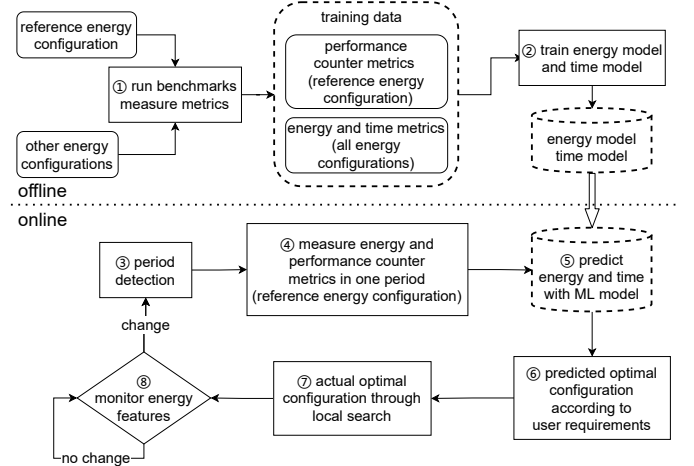 reference energy
configuration
① run benchmarks
measure metrics
other energy
configurations
offline
training data
performance
counter metrics
(reference energy
configuration)
energy and time metrics
(all energy
configurations)
② train energy model
and time model
energy model
time model
online
③ period
detection
④ measure energy and
performance counter
metrics in one period
(reference energy configuration)
⑤ predict
energy and time
with ML model
⑥ predicted optimal
configuration
according to
user requirements
⑦ actual optimal
configuration through
local search
⑧
monitor energy
features
change
no change